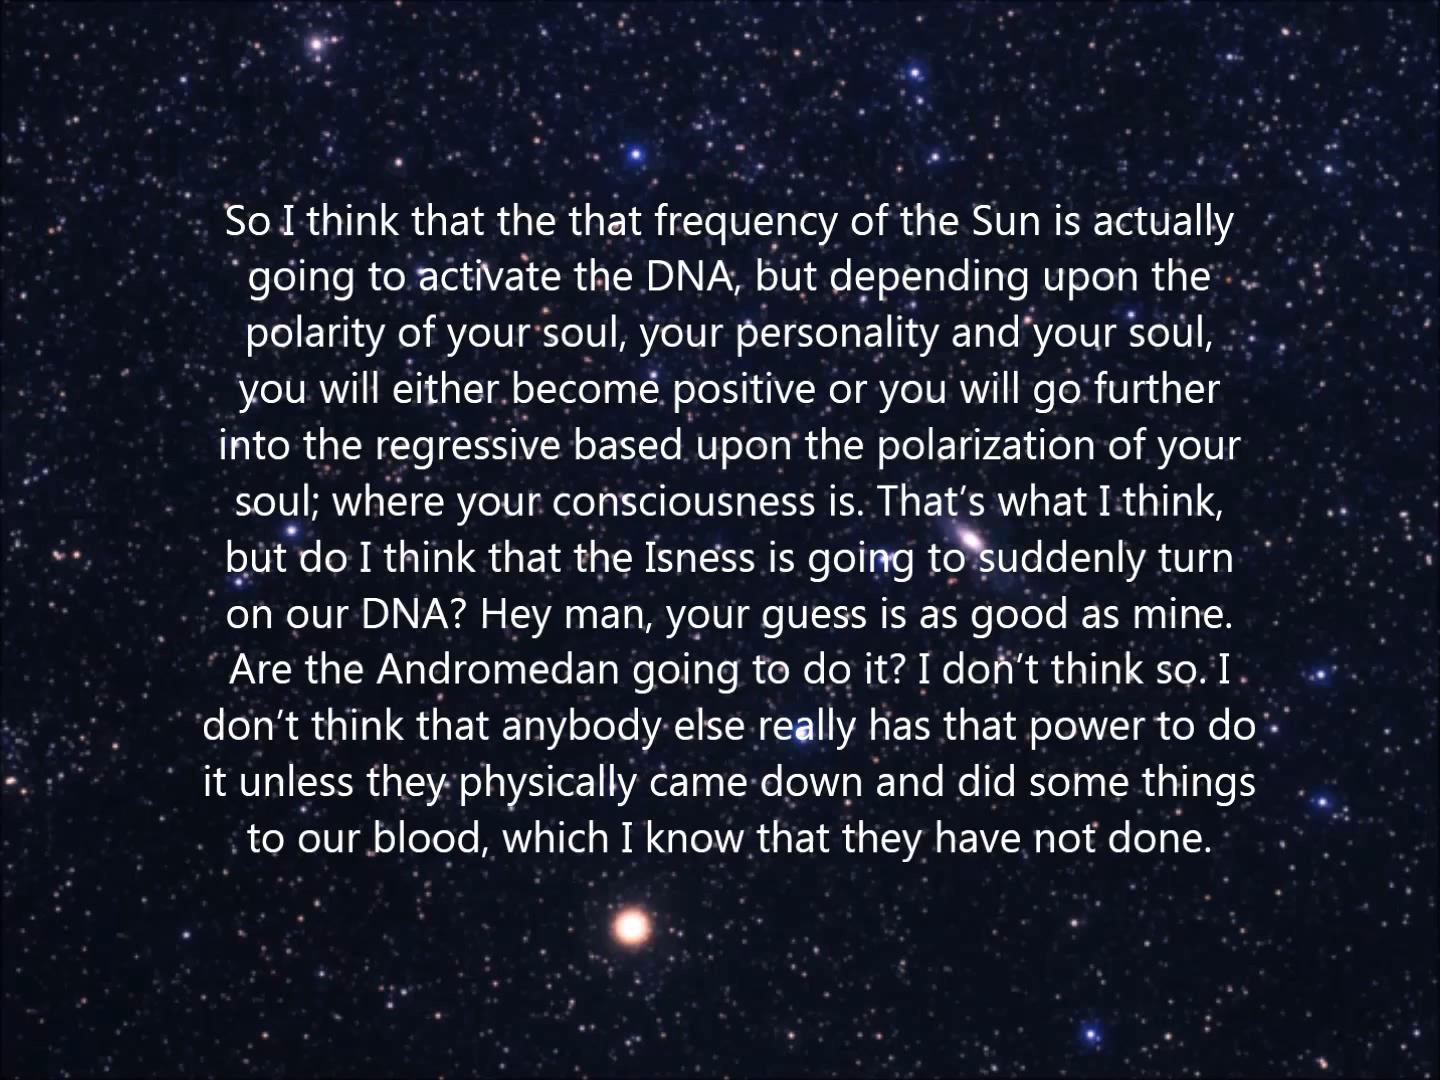 So I think that the that frequency of the Sun is actually
going to activate the DNA, but depending upon the
polarity of your soul, your personality and your soul,
you will either become positive or you will go further
into the regressive based upon the polarization of your
soul; where your consciousness is. That’s what I think,
but do I think that the Isness is going to suddenly turn
on our DNA? Hey man, your guess is as good as mine.
Are the Andromedan going to do it? I don’t think so. I
don’t think that anybody else really has that power to do
it unless they physically came down and did some things
to our blood, which I know that they have not done.